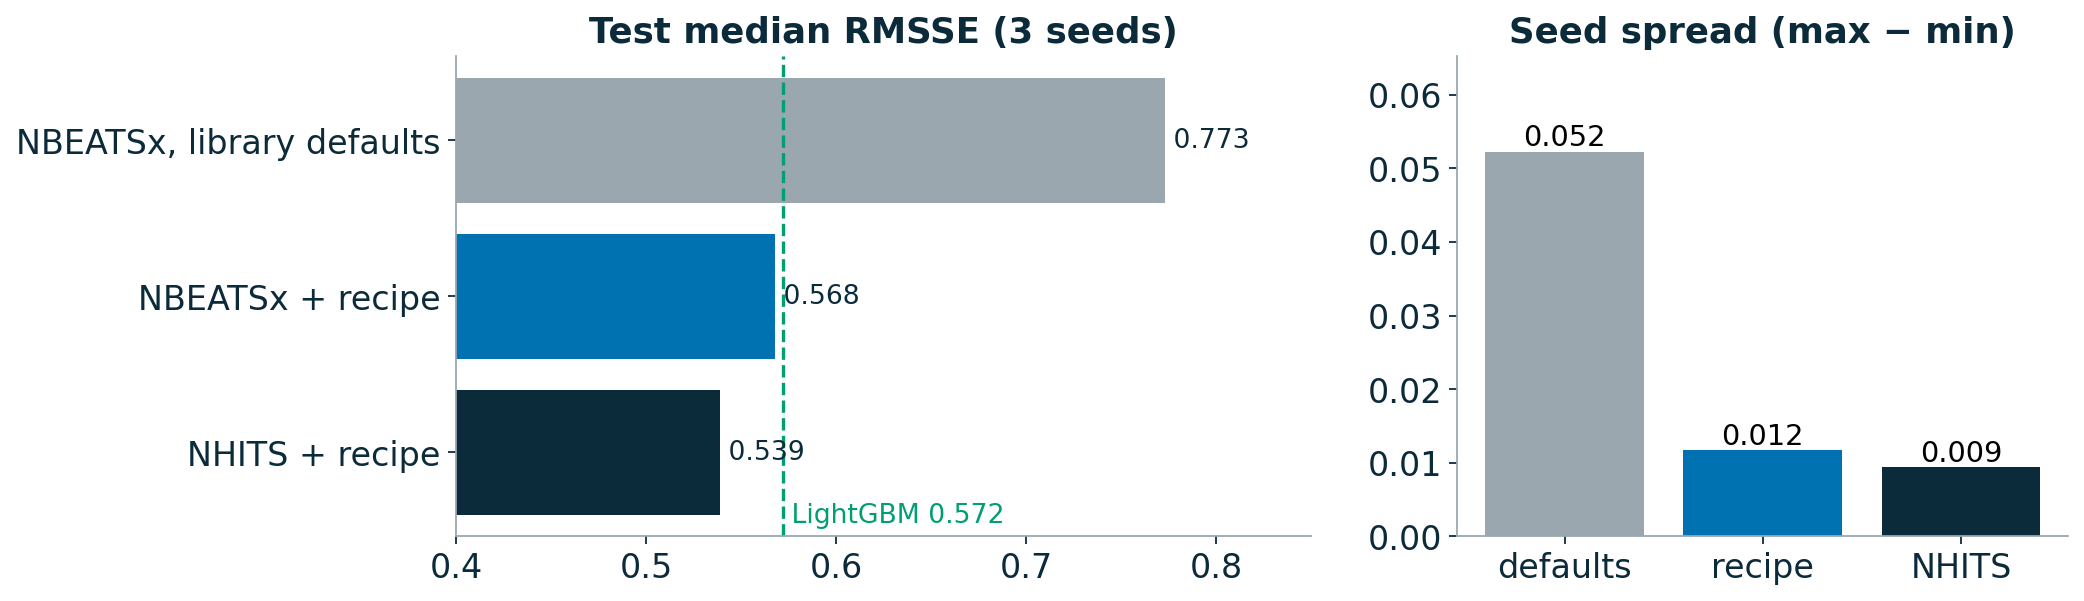 Test median RMSSE (3 seeds)
NBEATSx, library defaults
0.773
NBEATSx + recipe
0.568
NHITS + recipe
0.539
LightGBM 0.572
0.4 0.5 0.6 0.7 0.8
Seed spread (max − min)
0.06
0.05
0.04
0.03
0.02
0.01
0.00
0.052
0.012
0.009
defaults recipe NHITS